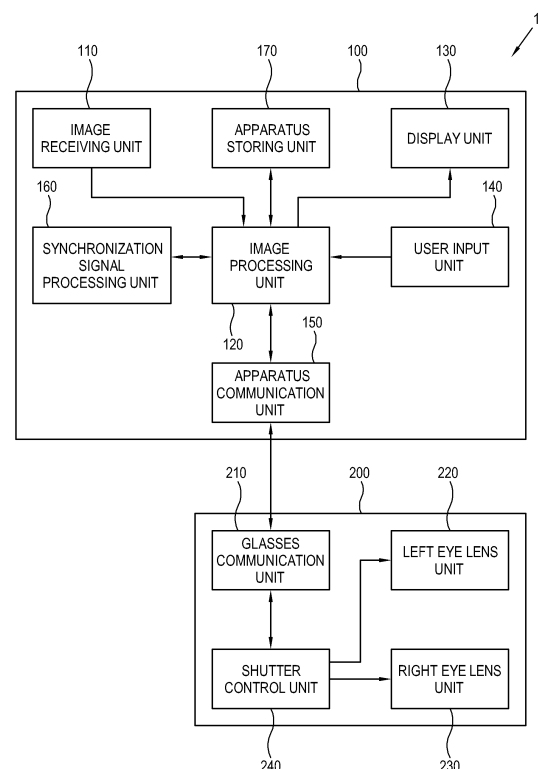 1
110
170
100
130
IMAGE
RECEIVING UNIT
APPARATUS
STORING UNIT
DISPLAY UNIT
160
140
SYNCHRONIZATION
SIGNAL
PROCESSING UNIT
IMAGE
PROCESSING
UNIT
USER INPUT
UNIT
120
150
APPARATUS
COMMUNICATION
UNIT
210
200
220
GLASSES
COMMUNICATION
UNIT
LEFT EYE LENS
UNIT
SHUTTER
CONTROL UNIT
RIGHT EYE LENS
UNIT
240
230